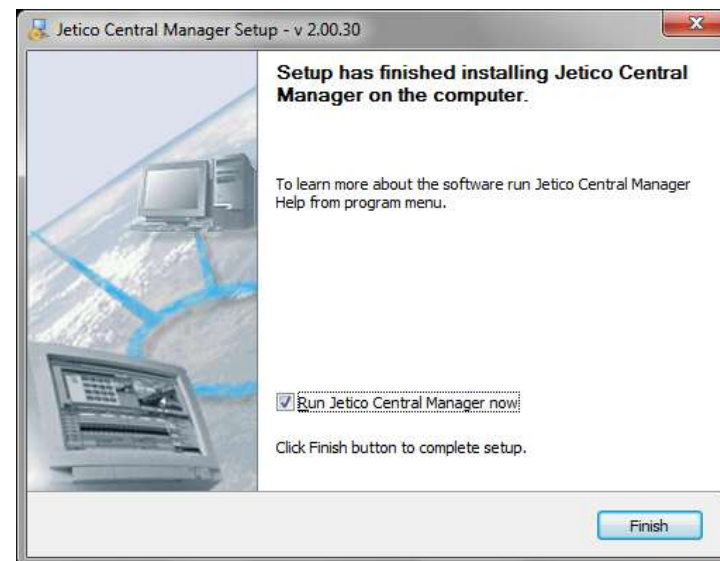 Jetico Central Manager Setup - v 2.00.30
Setup has finished installing Jetico Central
Manager on the computer.
To learn more about the software run Jetico Central Manager
Help from program menu.
Run Jetico Central Manager now
Click Finish button to complete setup.
Finish